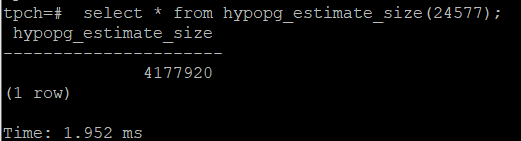 tpch=#  select * from hypopg_estimate_size(24577);
 hypopg_estimate_size
----------------------
              4177920
(1 row)
Time: 1.952 ms